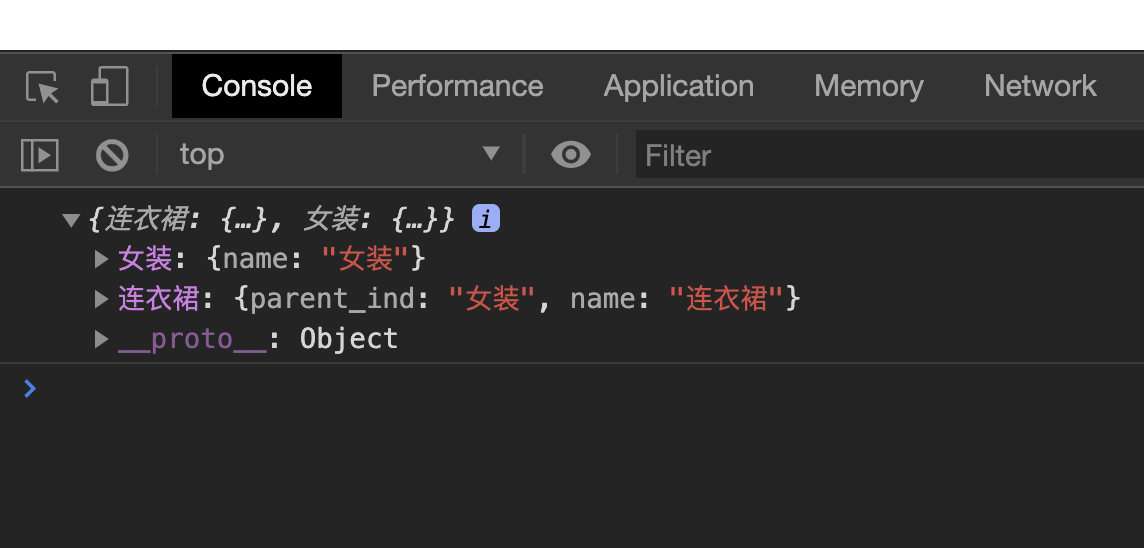 Console Performance Application Memory Network
top Filter
{连衣裙: {…}, 女装: {…}} i
女装: {name: "女装"}
连衣裙: {parent_ind: "女装", name: "连衣裙"}
__proto__: Object